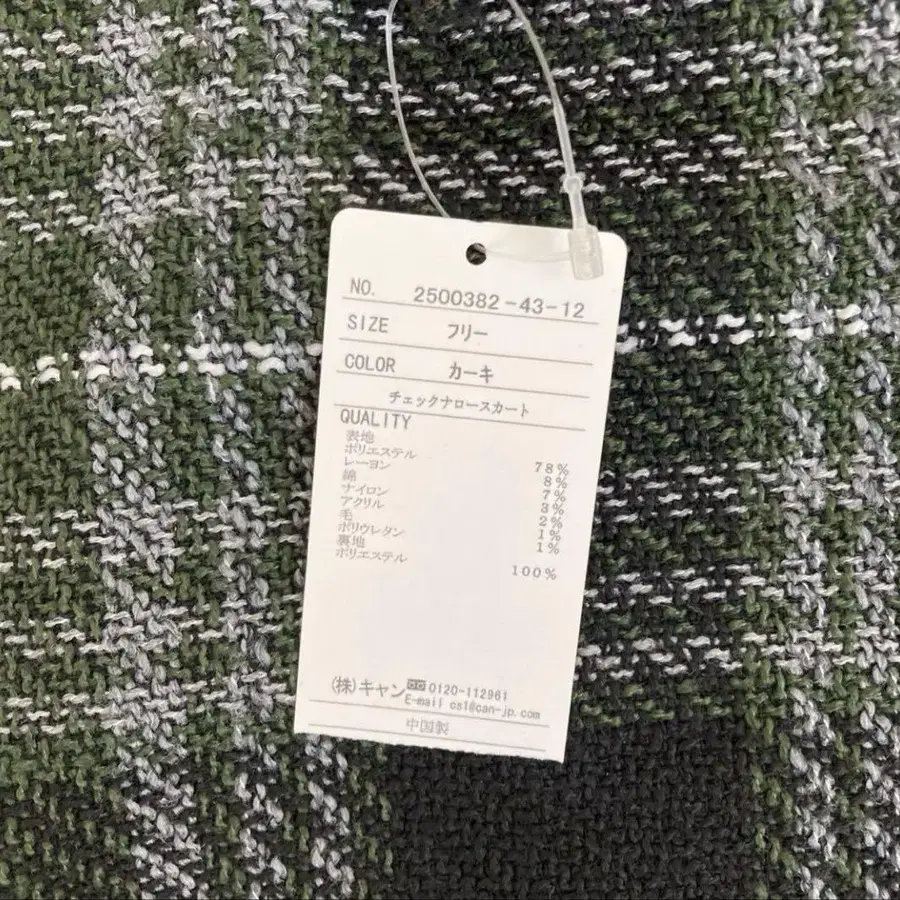 NO. 2500382-43-12
SIZE フリー
COLOR カーキ
チェックナロースカート
QUALITY
表地
ポリエステル 78%
レーヨン 8%
綿 7%
ナイロン 3%
アクリル 2%
毛 1%
ポリウレタン 1%
裏地
ポリエステル 100%
(株)キャン 0120-112961
E-mail cs1@can-jp.com
中国製